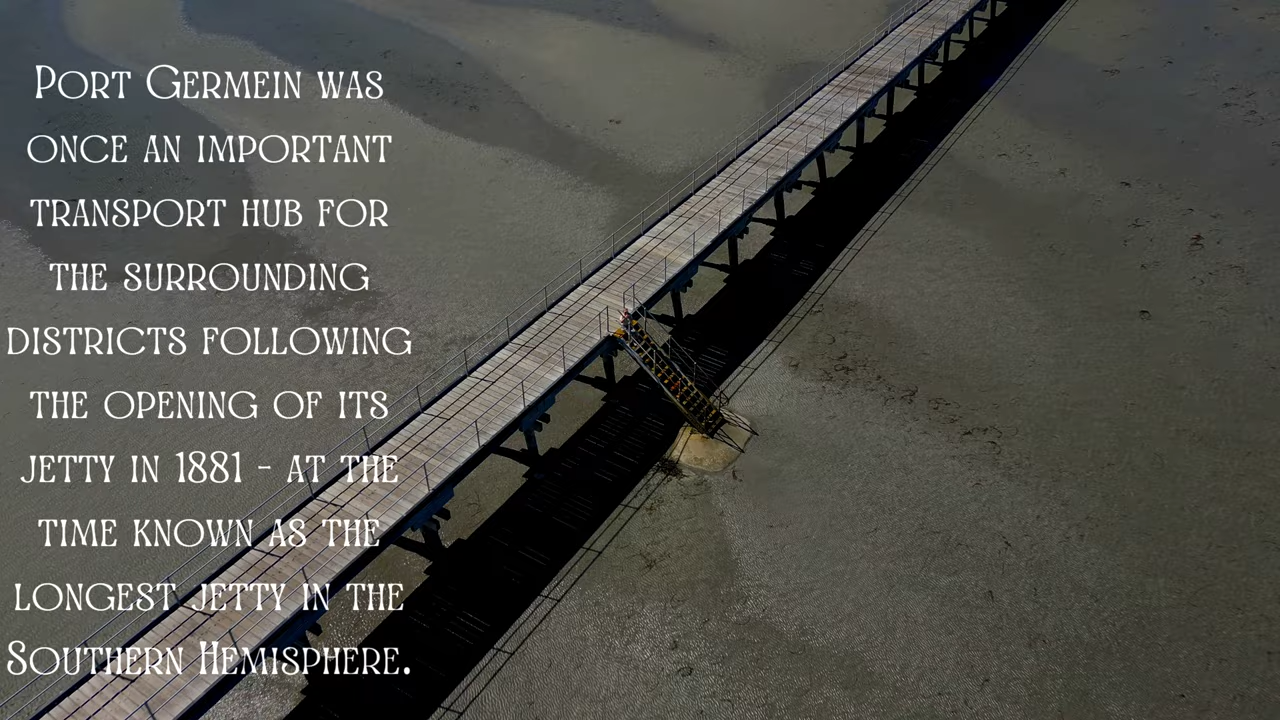 Port Germein was
once an important
transport hub for
the surrounding
districts following
the opening of its
jetty in 1881 - at the
time known as the
longest jetty in the
Southern Hemisphere.